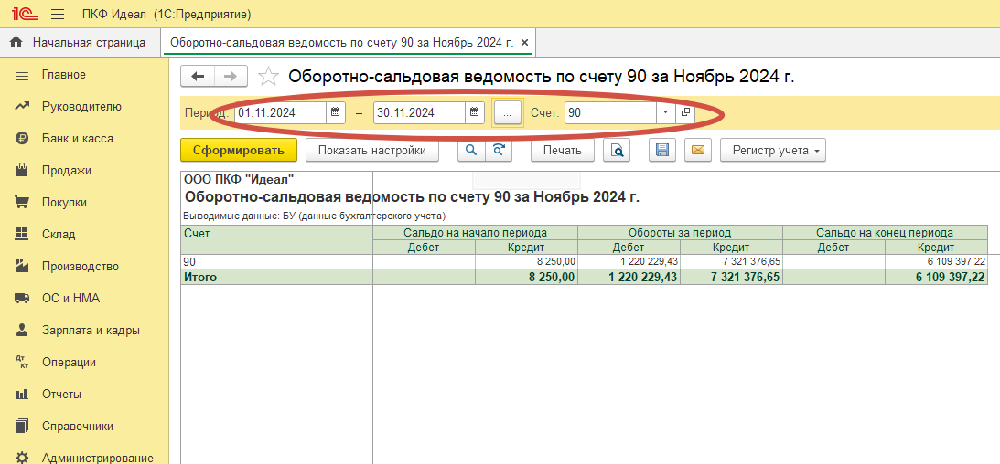 1С ПКФ Идеал (1С:Предприятие)
Начальная страница Оборотно-сальдовая ведомость по счету 90 за Ноябрь 2024 г. ×
Главное
Руководителю
Банк и касса
Продажи
Покупки
Склад
Производство
ОС и НМА
Зарплата и кадры
Дт Кт Операции
Отчеты
Справочники
Администрирование
Оборотно-сальдовая ведомость по счету 90 за Ноябрь 2024 г.
Период: 01.11.2024 – 30.11.2024 ... Счет: 90
Сформировать Показать настройки Печать Регистр учета
ООО ПКФ "Идеал"
Оборотно-сальдовая ведомость по счету 90 за Ноябрь 2024 г.
Выводимые данные: БУ (данные бухгалтерского учета)
Счет Сальдо на начало периода Обороты за период Сальдо на конец периода
Дебет Кредит Дебет Кредит Дебет Кредит
90 8 250,00 1 220 229,43 7 321 376,65 6 109 397,22
Итого 8 250,00 1 220 229,43 7 321 376,65 6 109 397,22